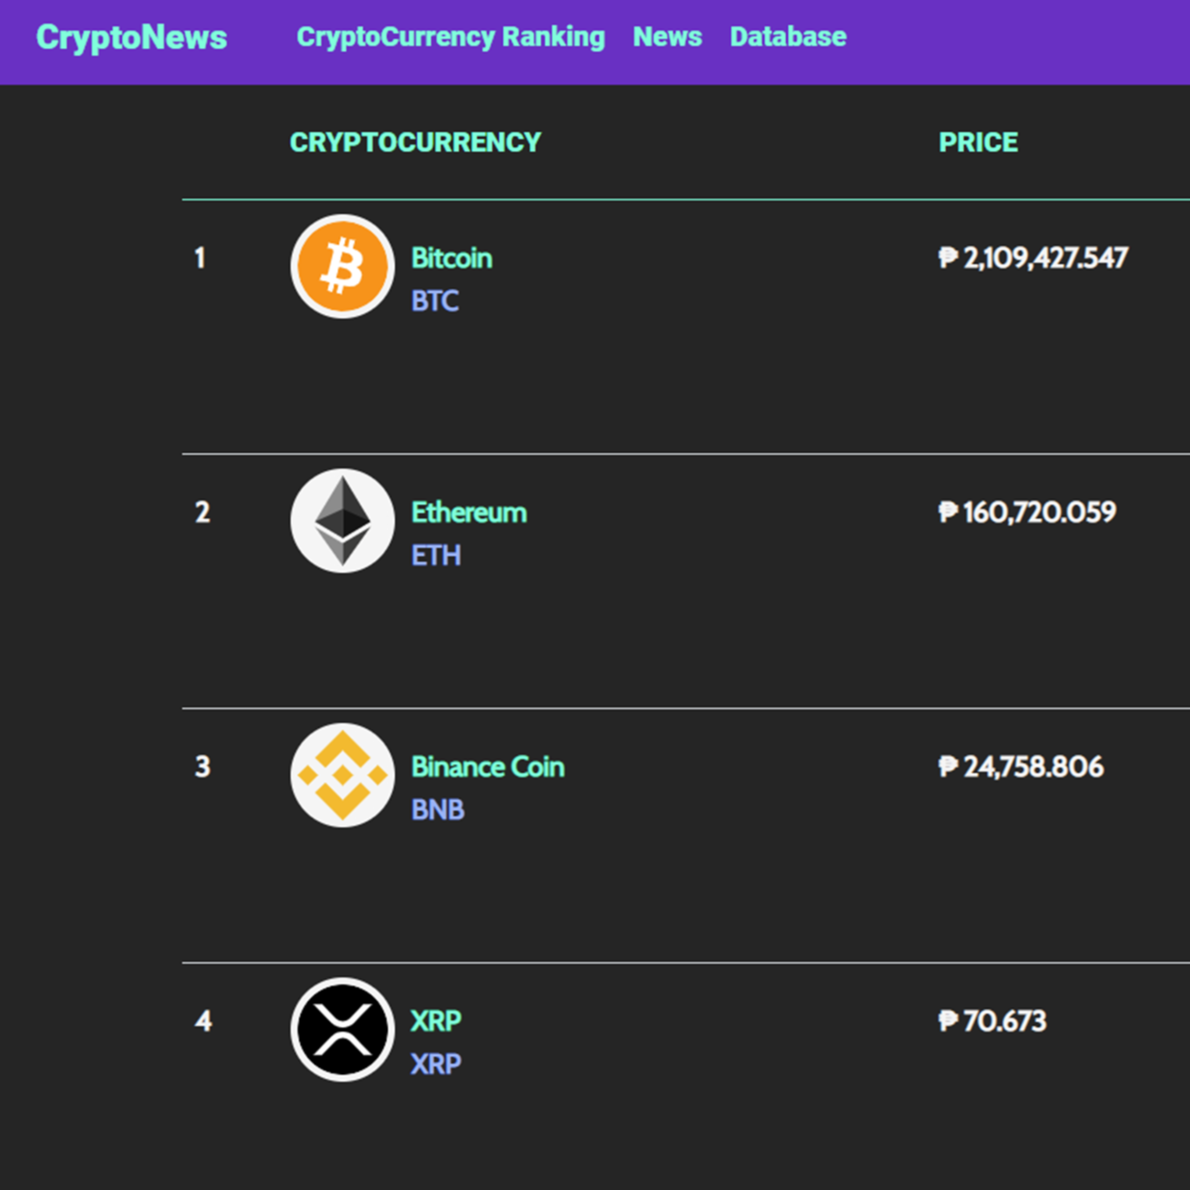 CryptoNews CryptoCurrency Ranking News Database
CRYPTOCURRENCY PRICE
1 Bitcoin ₱ 2,109,427.547
BTC
2 Ethereum ₱ 160,720.059
ETH
3 Binance Coin ₱ 24,758.806
BNB
4 XRP ₱ 70.673
XRP